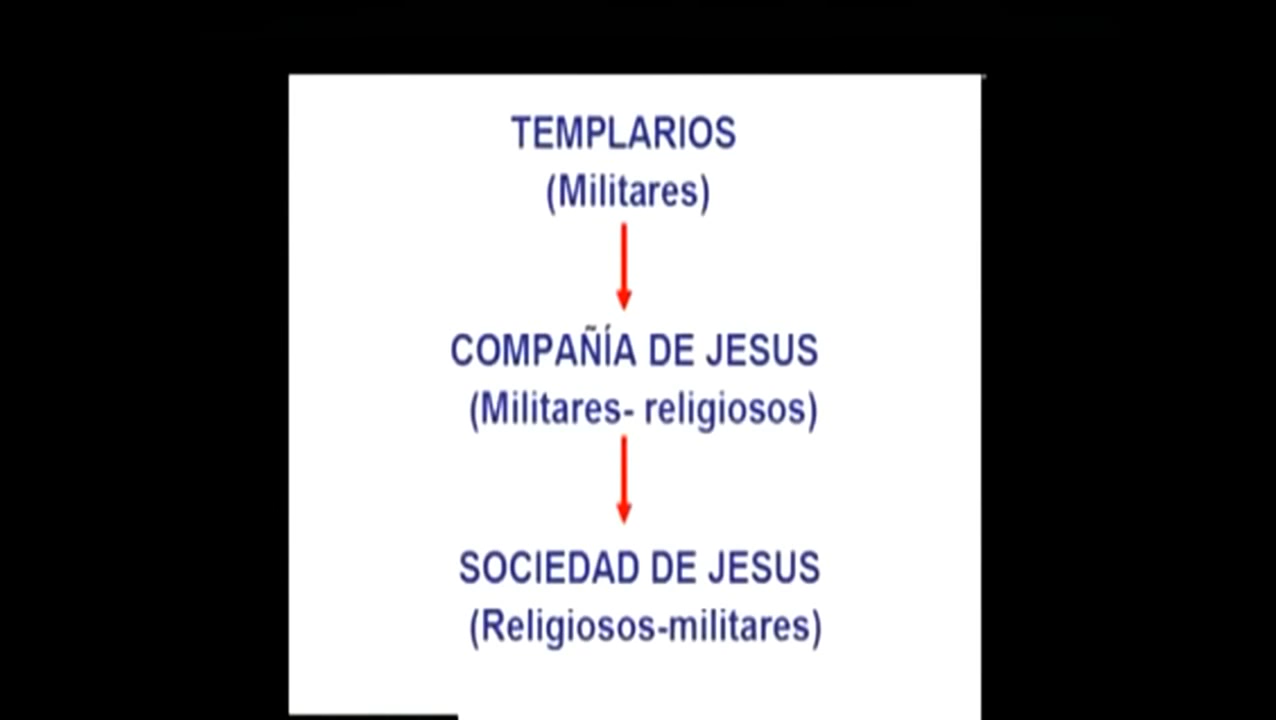 TEMPLARIOS
(Militares)
COMPAÑÍA DE JESUS
(Militares- religiosos)
SOCIEDAD DE JESUS
(Religiosos-militares)